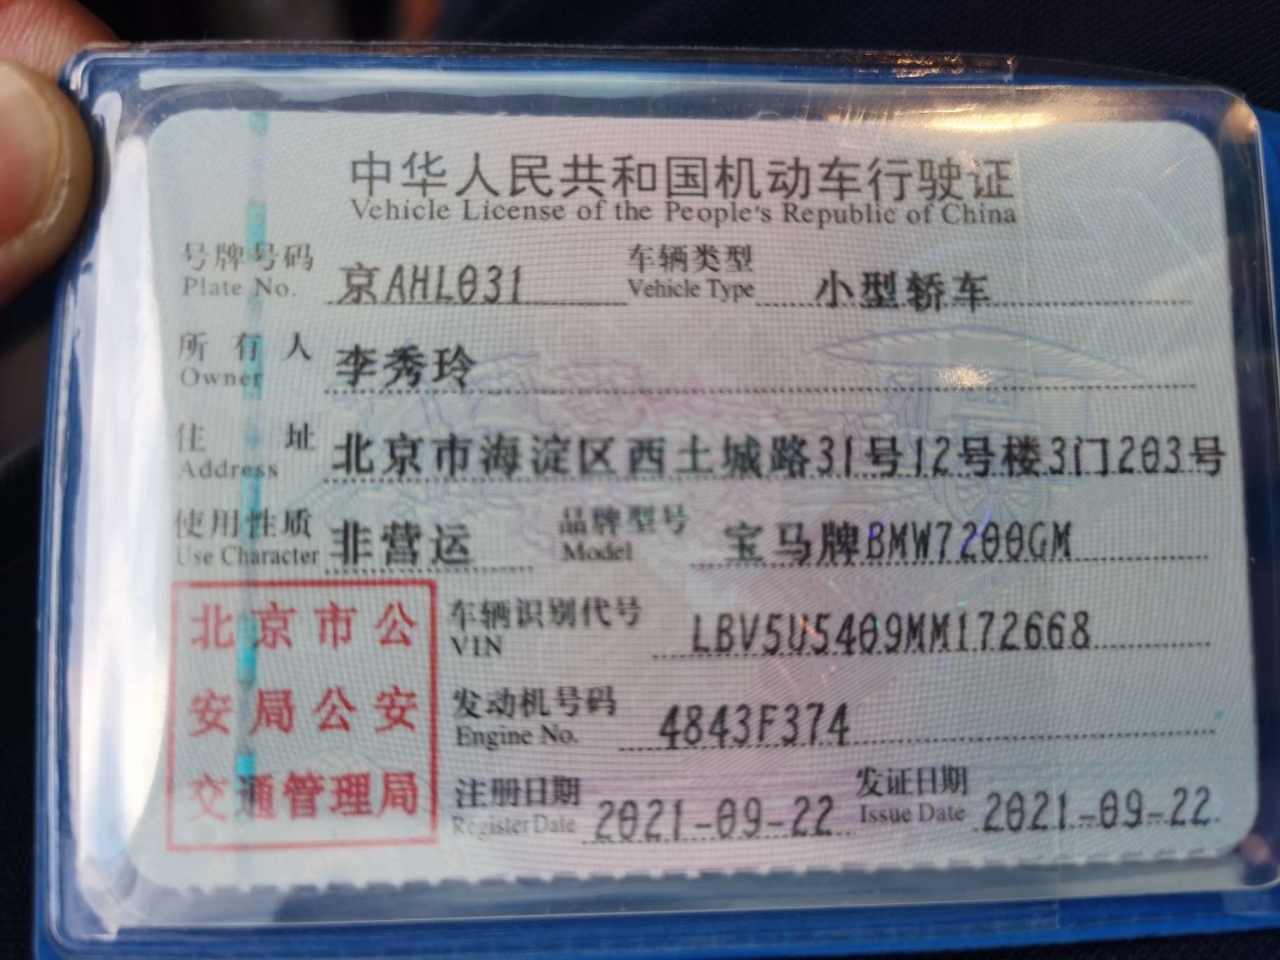 中华人民共和国机动车行驶证
Vehicle License of the People's Republic of China
号牌号码 京AHL031 车辆类型 小型轿车
Plate No. Vehicle Type
所有人 李秀玲
Owner
住址 北京市海淀区西土城路31号12号楼3门203号
Address
使用性质 非营运 品牌型号 宝马牌BMW7200GM
Use Character Model
北京市公
安局公安
交通管理局
车辆识别代号 LBV5U5409MM172668
VIN
发动机号码 4843F374
Engine No.
注册日期 2021-09-22 发证日期 2021-09-22
Register Date Issue Date